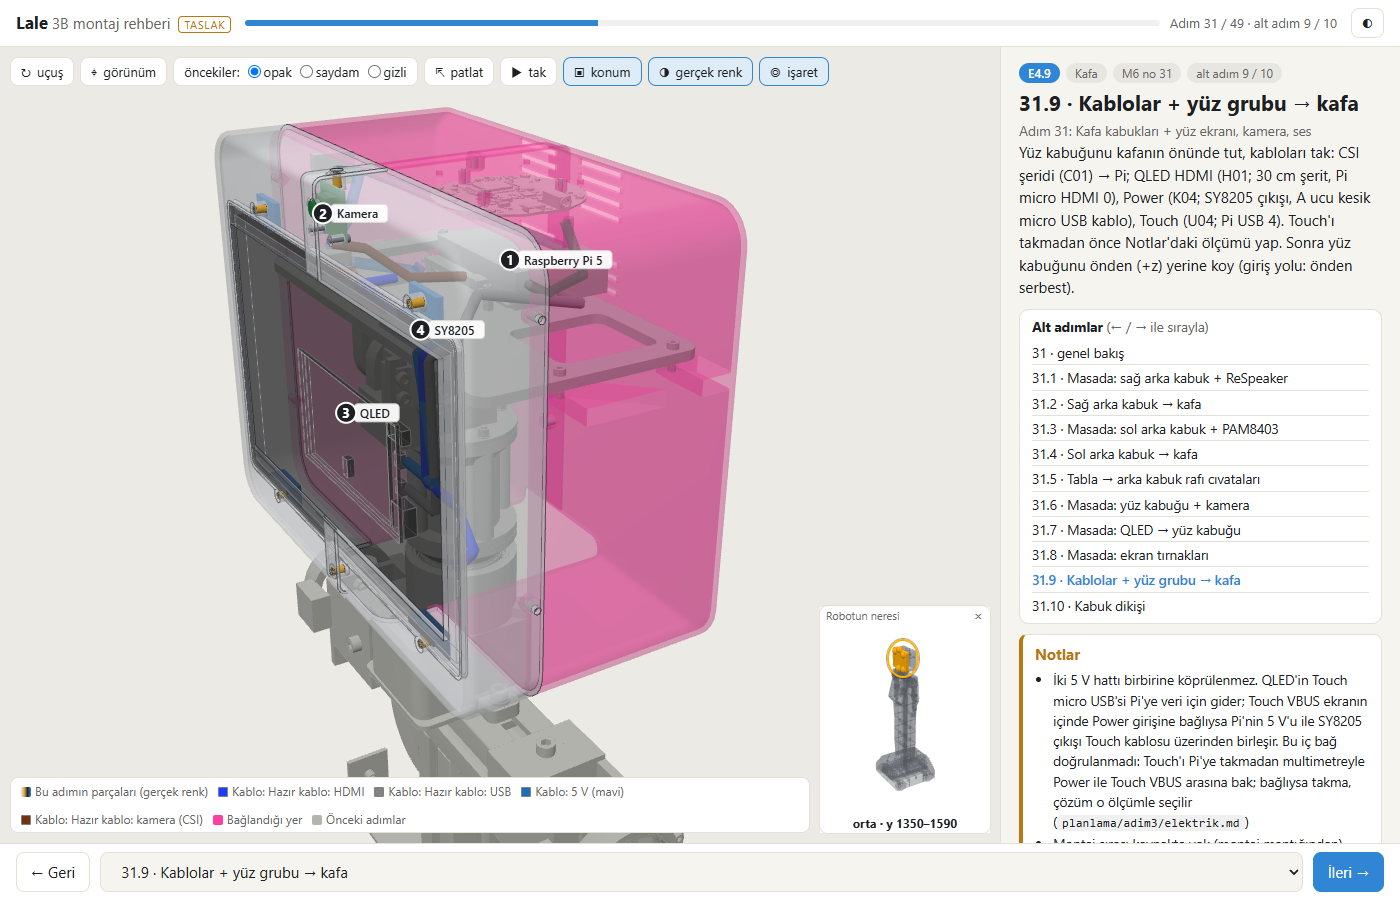 Lale 3B montaj rehberi TASLAK
Adım 31 / 49 · alt adım 9 / 10
↻ uçuş
⌖ görünüm
öncekiler: opak saydam gizli
↸ patlat
▶ tak
▣ konum
◑ gerçek renk
◎ işaret
2 Kamera
1 Raspberry Pi 5
4 SY8205
3 QLED
Robotun neresi ×
orta · y 1350–1590
Bu adımın parçaları (gerçek renk) Kablo: Hazır kablo: HDMI Kablo: Hazır kablo: USB Kablo: 5 V (mavi)
Kablo: Hazır kablo: kamera (CSI) Bağlandığı yer Önceki adımlar
E4.9 Kafa M6 no 31 alt adım 9 / 10
31.9 · Kablolar + yüz grubu → kafa
Adım 31: Kafa kabukları + yüz ekranı, kamera, ses
Yüz kabuğunu kafanın önünde tut, kabloları tak: CSI
şeridi (C01) → Pi; QLED HDMI (H01; 30 cm şerit, Pi
micro HDMI 0), Power (K04; SY8205 çıkışı, A ucu kesik
micro USB kablo), Touch (U04; Pi USB 4). Touch'ı
takmadan önce Notlar'daki ölçümü yap. Sonra yüz
kabuğunu önden (+z) yerine koy (giriş yolu: önden
serbest).
Alt adımlar (← / → ile sırayla)
31 · genel bakış
31.1 · Masada: sağ arka kabuk + ReSpeaker
31.2 · Sağ arka kabuk → kafa
31.3 · Masada: sol arka kabuk + PAM8403
31.4 · Sol arka kabuk → kafa
31.5 · Tabla → arka kabuk rafı cıvataları
31.6 · Masada: yüz kabuğu + kamera
31.7 · Masada: QLED → yüz kabuğu
31.8 · Masada: ekran tırnakları
31.9 · Kablolar + yüz grubu → kafa
31.10 · Kabuk dikişi
Notlar
• İki 5 V hattı birbirine köprülenmez. QLED'in Touch
micro USB'si Pi'ye veri için gider; Touch VBUS ekranın
içinde Power girişine bağlıysa Pi'nin 5 V'u ile SY8205
çıkışı Touch kablosu üzerinden birleşir. Bu iç bağ
doğrulanmadı: Touch'ı Pi'ye takmadan multimetreyle
Power ile Touch VBUS arasına bak; bağlıysa takma,
çözüm o ölçümle seçilir
(planlama/adim3/elektrik.md)
← Geri
31.9 · Kablolar + yüz grubu → kafa
İleri →